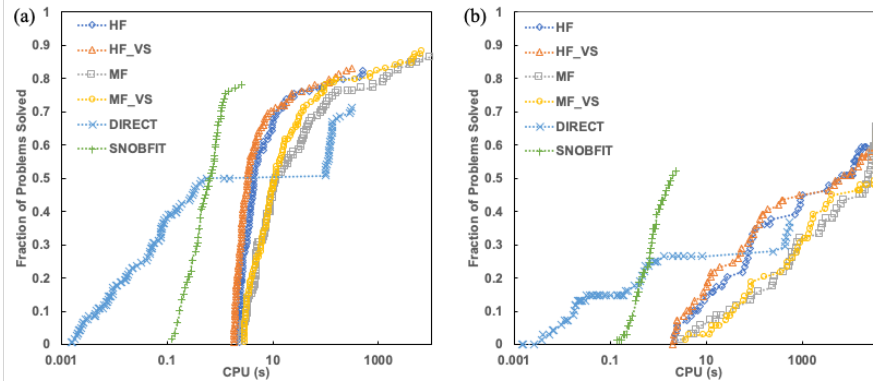 (a)
HF
HF_VS
MF
MF_VS
DIRECT
SNOBFIT
Fraction of Problems Solved
1
0.9
0.8
0.7
0.6
0.5
0.4
0.3
0.2
0.1
0
0.001
0.1
10
1000
CPU (s)
(b)
HF
HF_VS
MF
MF_VS
DIRECT
SNOBFIT
Fraction of Problems Solved
1
0.9
0.8
0.7
0.6
0.5
0.4
0.3
0.2
0.1
0
0.001
0.1
10
1000
CPU (s)